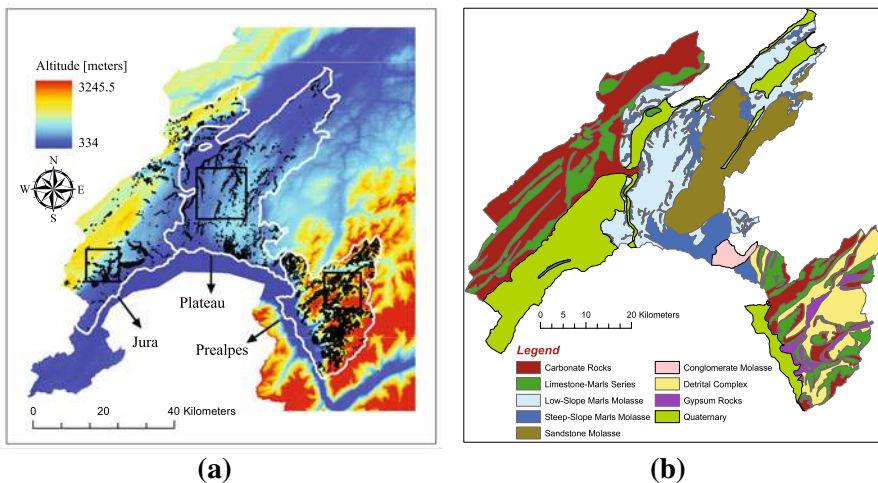 Altitude [meters]
3245.5
334
N
W E
S
Plateau
Jura
Prealpes
0 20 40 Kilometers
(a)
0 5 10 20 Kilometers
Legend
Carbonate Rocks
Limestone-Marls Series
Low-Slope Marls Molasse
Steep-Slope Marls Molasse
Sandstone Molasse
Conglomerate Molasse
Detrital Complex
Gypsum Rocks
Quaternary
(b)